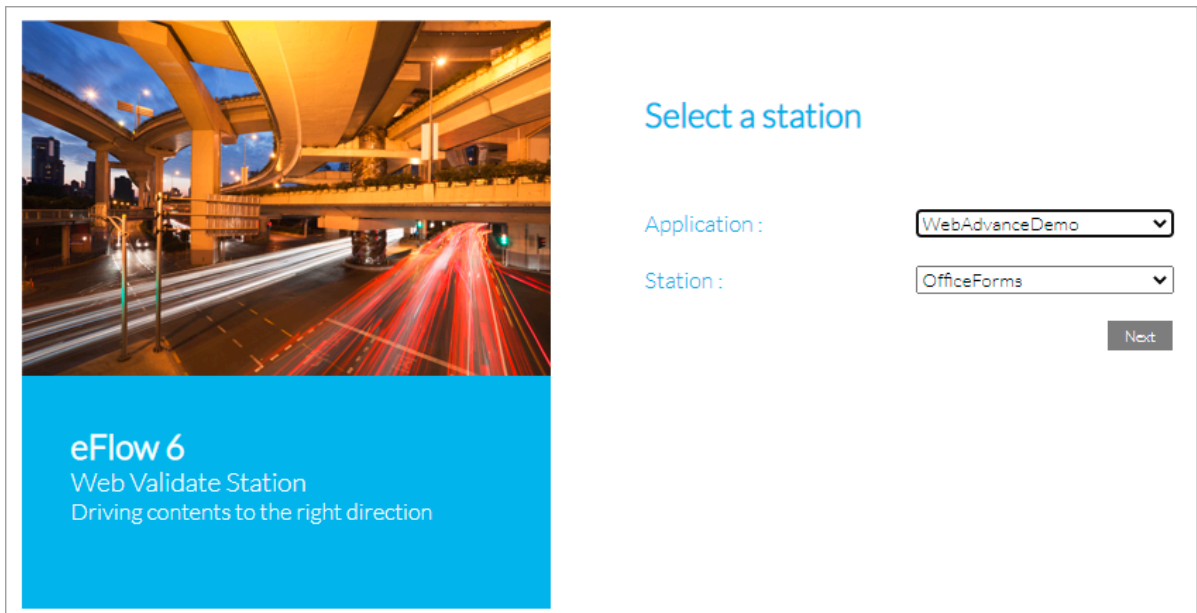 Select a station
Application : WebAdvanceDemo
Station : OfficeForms
Next
eFlow 6
Web Validate Station
Driving contents to the right direction